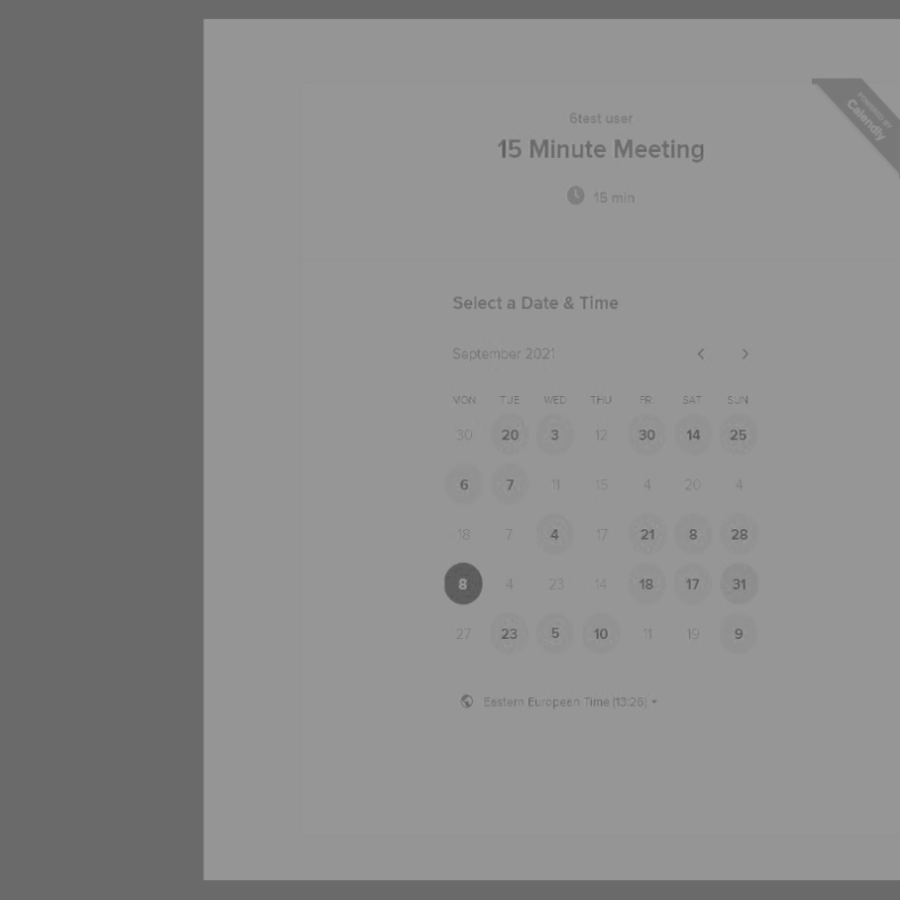 POWERED BY
Calendly
6test user
15 Minute Meeting
15 min
Select a Date & Time
September 2021
MON TUE WED THU FRI SAT SUN
30 20 3 12 30 14 25
6 7 11 15 4 20 4
18 7 4 17 21 8 28
8 4 23 14 18 17 31
27 23 5 10 11 19 9
Eastern European Time (13:26)